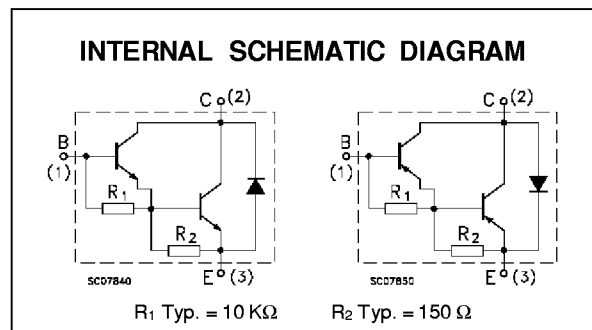 INTERNAL SCHEMATIC DIAGRAM
C (2) C (2)
B B
(1) (1)
R1 R1
R2 R2
SC07840 E (3) SC07850 E (3)
R1 Typ. = 10 KΩ R2 Typ. = 150 Ω